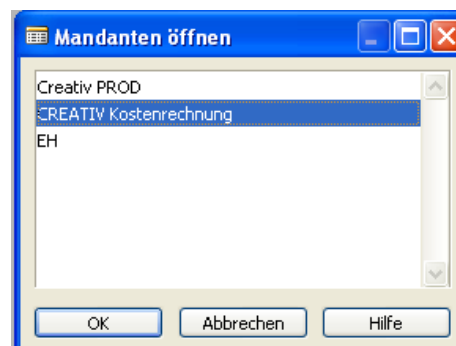 Mandanten öffnen
Creativ PROD
CREATIV Kostenrechnung
EH
OK Abbrechen Hilfe